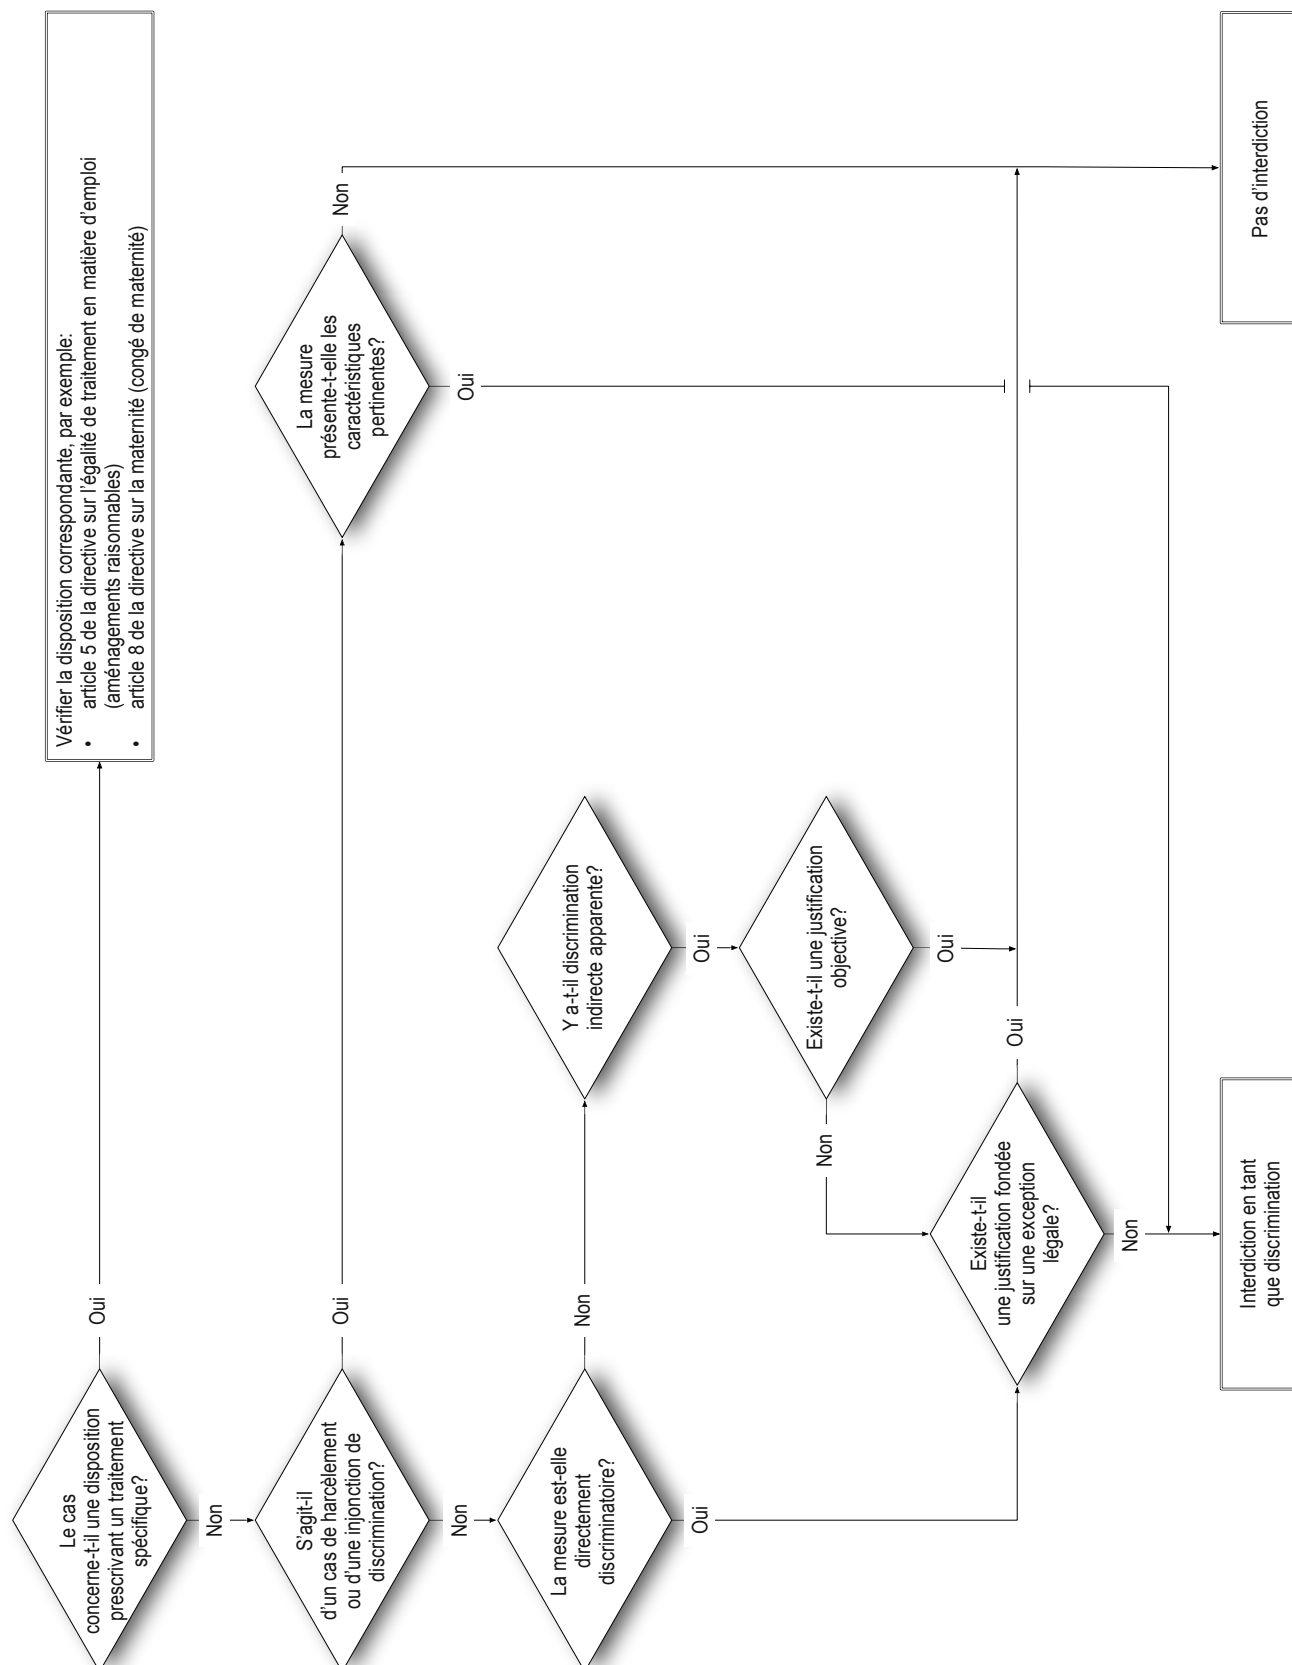 Le cas
concerne-t-il une disposition
prescrivant un traitement
spécifique?
Oui
Vérifier la disposition correspondante, par exemple:
• article 5 de la directive sur l'égalité de traitement en matière d'emploi
(aménagements raisonnables)
• article 8 de la directive sur la maternité (congé de maternité)
Non
S'agit-il
d'un cas de harcèlement
ou d'une injonction de
discrimination?
Oui
La mesure
présente-t-elle les
caractéristiques
pertinentes?
Non
Non
Oui
La mesure est-elle
directement
discriminatoire?
Non
Y a-t-il discrimination
indirecte apparente?
Oui
Oui
Existe-t-il une justification
objective?
Non
Oui
Existe-t-il
une justification fondée
sur une exception
légale?
Oui
Non
Interdiction en tant
que discrimination
Pas d'interdiction